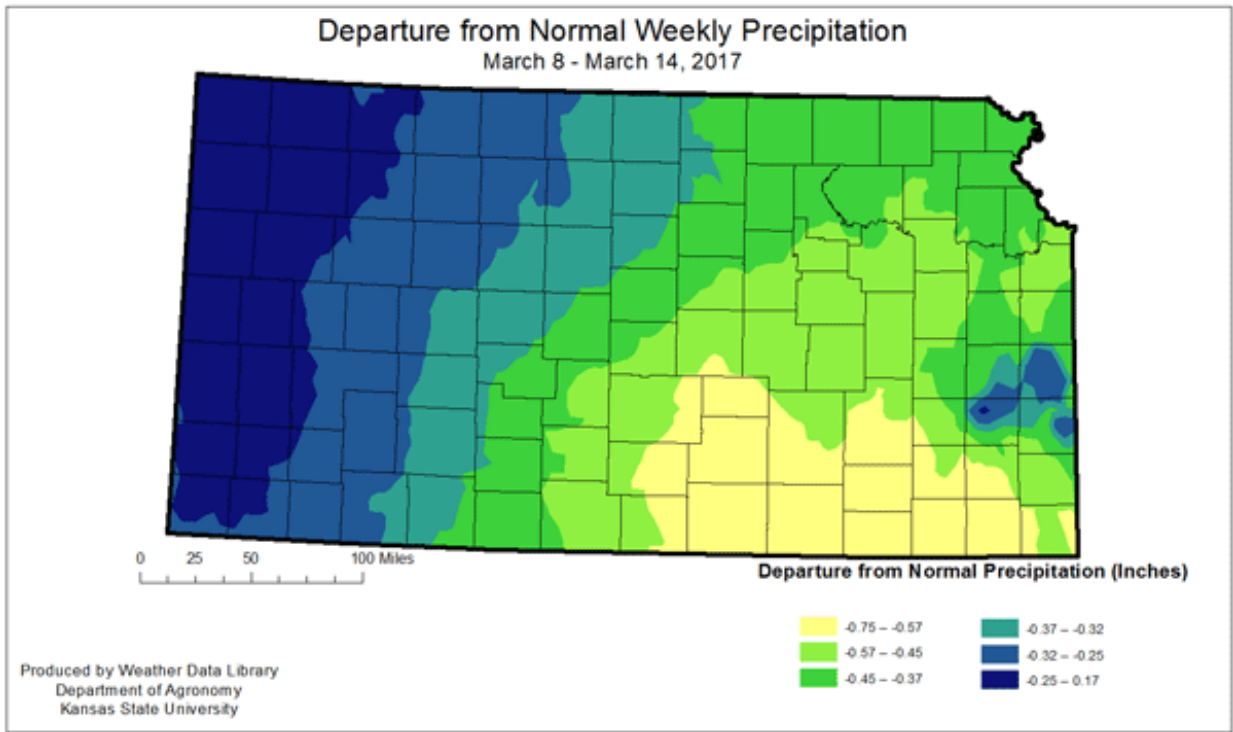 Departure from Normal Weekly Precipitation
March 8 - March 14, 2017
0 25 50 100 Miles
Departure from Normal Precipitation (Inches)
-0.75 – -0.57
-0.57 – -0.45
-0.45 – -0.37
-0.37 – -0.32
-0.32 – -0.25
-0.25 – 0.17
Produced by Weather Data Library
Department of Agronomy
Kansas State University